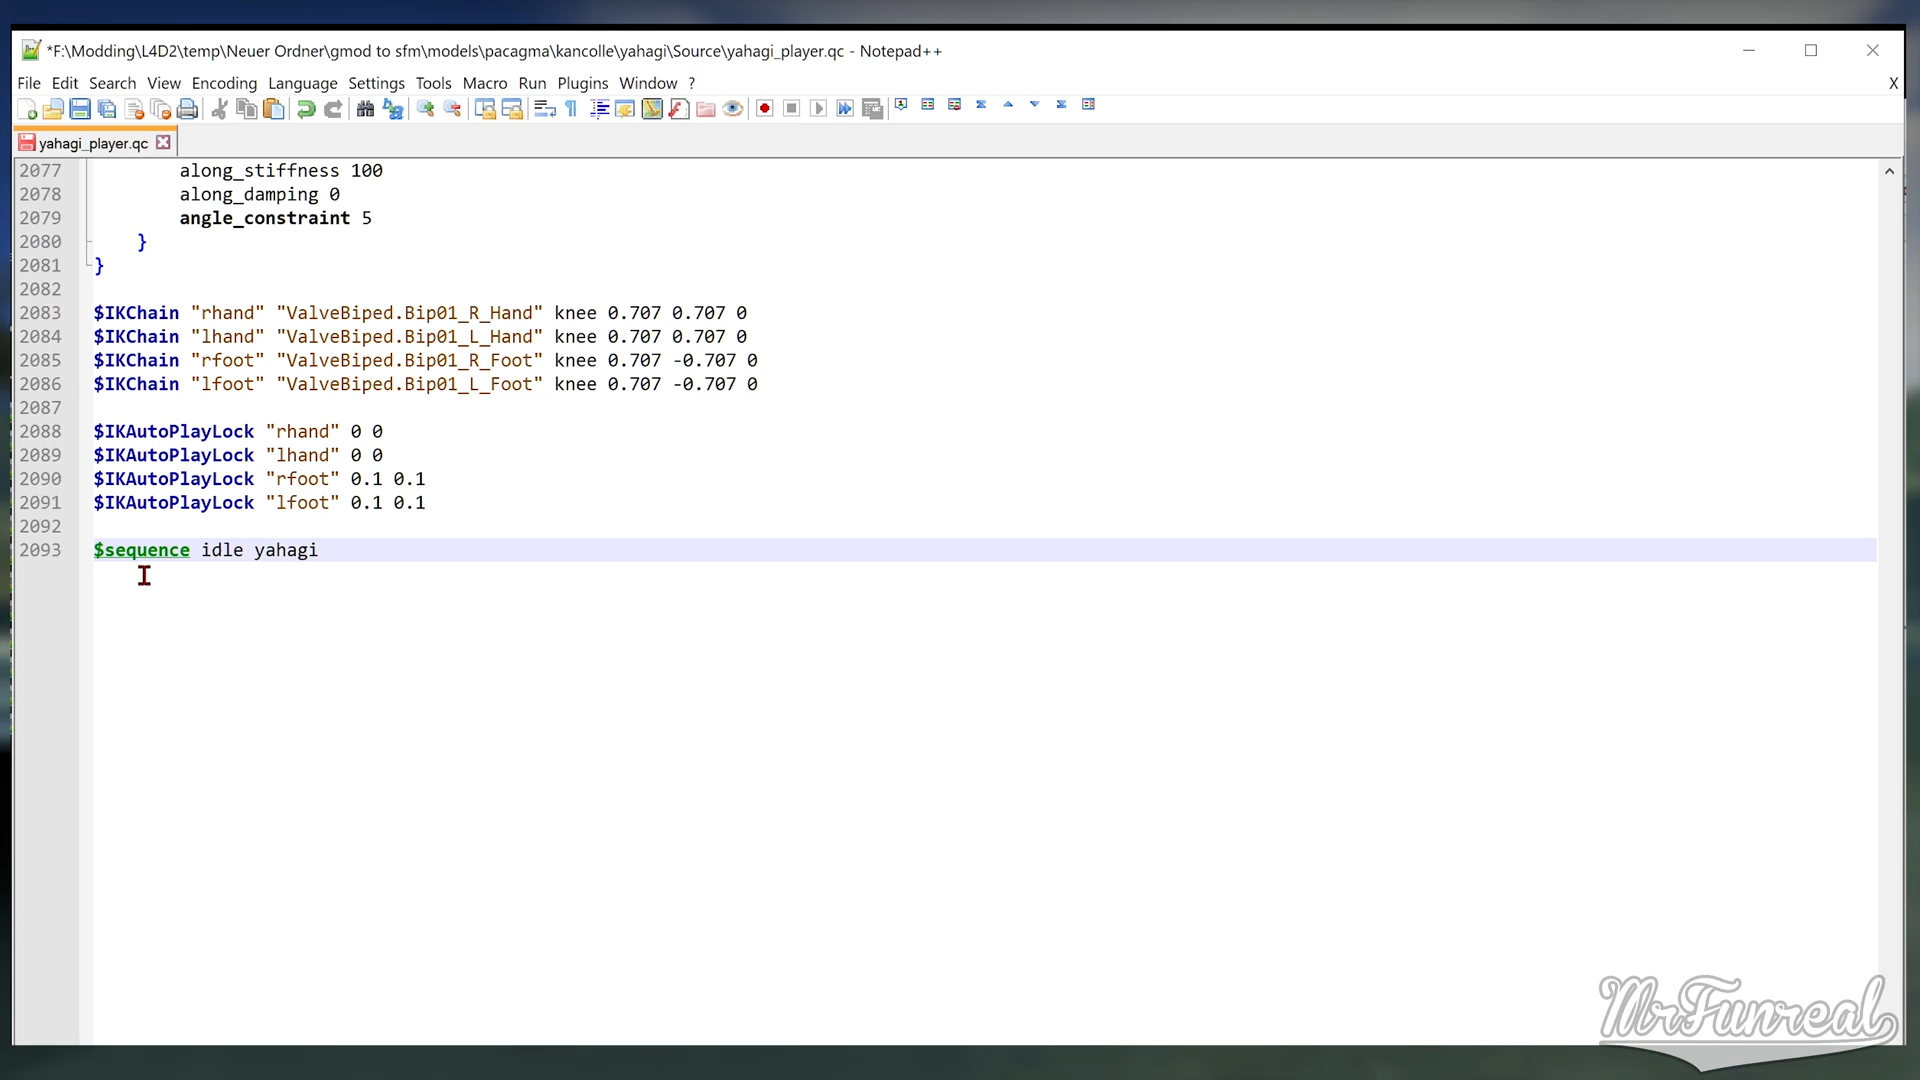 *F:\Modding\L4D2\temp\Neuer Ordner\gmod to sfm\models\pacagma\kancolle\yahagi\Source\yahagi_player.qc - Notepad++
File Edit Search View Encoding Language Settings Tools Macro Run Plugins Window ? X
yahagi_player.qc
2077 along_stiffness 100
2078 along_damping 0
2079 angle_constraint 5
2080 }
2081 }
2082
2083 $IKChain "rhand" "ValveBiped.Bip01_R_Hand" knee 0.707 0.707 0
2084 $IKChain "lhand" "ValveBiped.Bip01_L_Hand" knee 0.707 0.707 0
2085 $IKChain "rfoot" "ValveBiped.Bip01_R_Foot" knee 0.707 -0.707 0
2086 $IKChain "lfoot" "ValveBiped.Bip01_L_Foot" knee 0.707 -0.707 0
2087
2088 $IKAutoPlayLock "rhand" 0 0
2089 $IKAutoPlayLock "lhand" 0 0
2090 $IKAutoPlayLock "rfoot" 0.1 0.1
2091 $IKAutoPlayLock "lfoot" 0.1 0.1
2092
2093 $sequence idle yahagi
MrFunreal